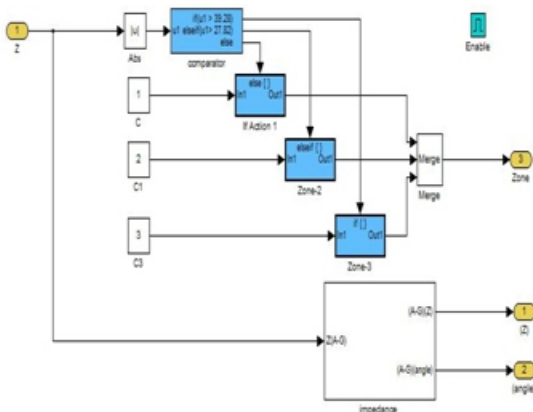 1
Z
|u|
Abs
if(u1 > 39.28)
u1 elseif(u1> 27.82)
else
comparator
Enable
1
C
else [ ]
In1 Out1
If Action 1
2
C1
elseif [ ]
In1 Out1
Zone-2
Merge
Merge
3
Zone
3
C3
if [ ]
In1 Out1
Zone-3
Z(A-G)
(A-G)(Z)
(A-G)(angle)
impedance
1
(Z)
2
(angle)